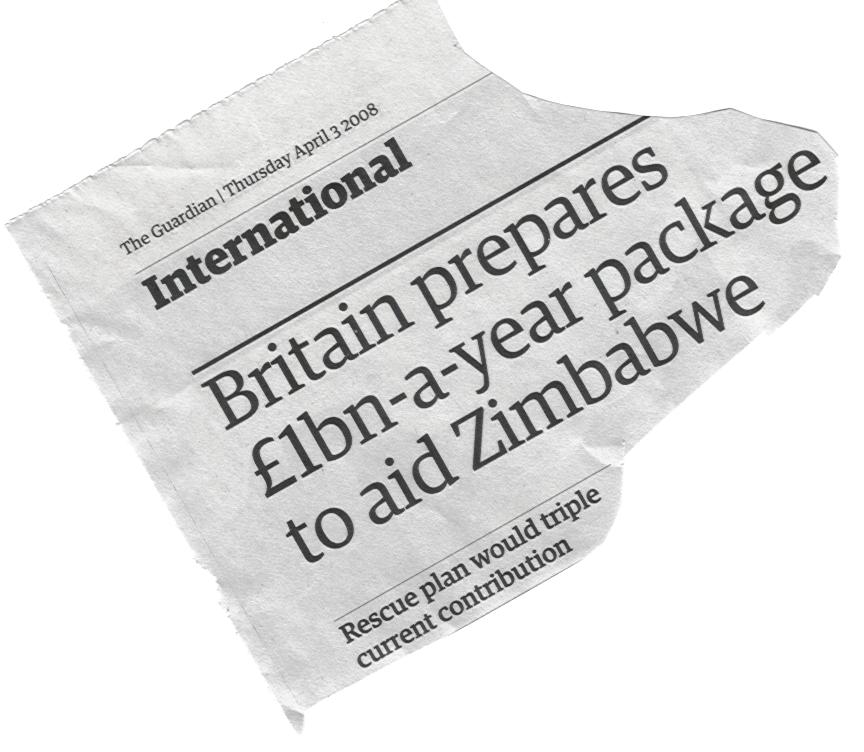 The Guardian | Thursday April 3 2008
International
Britain prepares
£1bn-a-year package
to aid Zimbabwe
Rescue plan would triple
current contribution